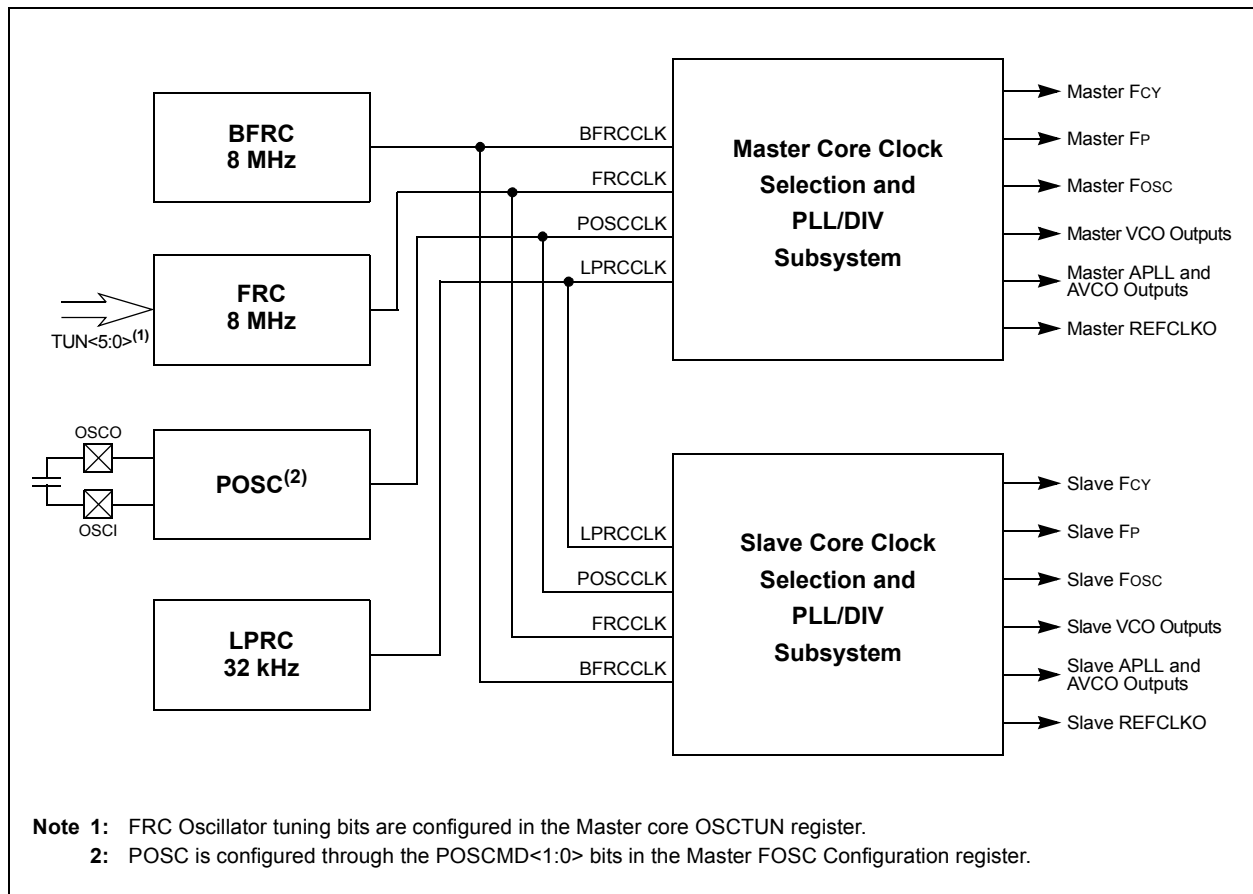 BFRC
8 MHz
TUN<5:0>(1)
FRC
8 MHz
OSCO
OSCI
POSC(2)
LPRC
32 kHz
BFRCCLK
FRCCLK
POSCCLK
LPRCCLK
Master Core Clock
Selection and
PLL/DIV
Subsystem
Master FCY
Master FP
Master FOSC
Master VCO Outputs
Master APLL and
AVCO Outputs
Master REFCLKO
LPRCCLK
POSCCLK
FRCCLK
BFRCCLK
Slave Core Clock
Selection and
PLL/DIV
Subsystem
Slave FCY
Slave FP
Slave FOSC
Slave VCO Outputs
Slave APLL and
AVCO Outputs
Slave REFCLKO
Note 1: FRC Oscillator tuning bits are configured in the Master core OSCTUN register.
2: POSC is configured through the POSCMD<1:0> bits in the Master FOSC Configuration register.